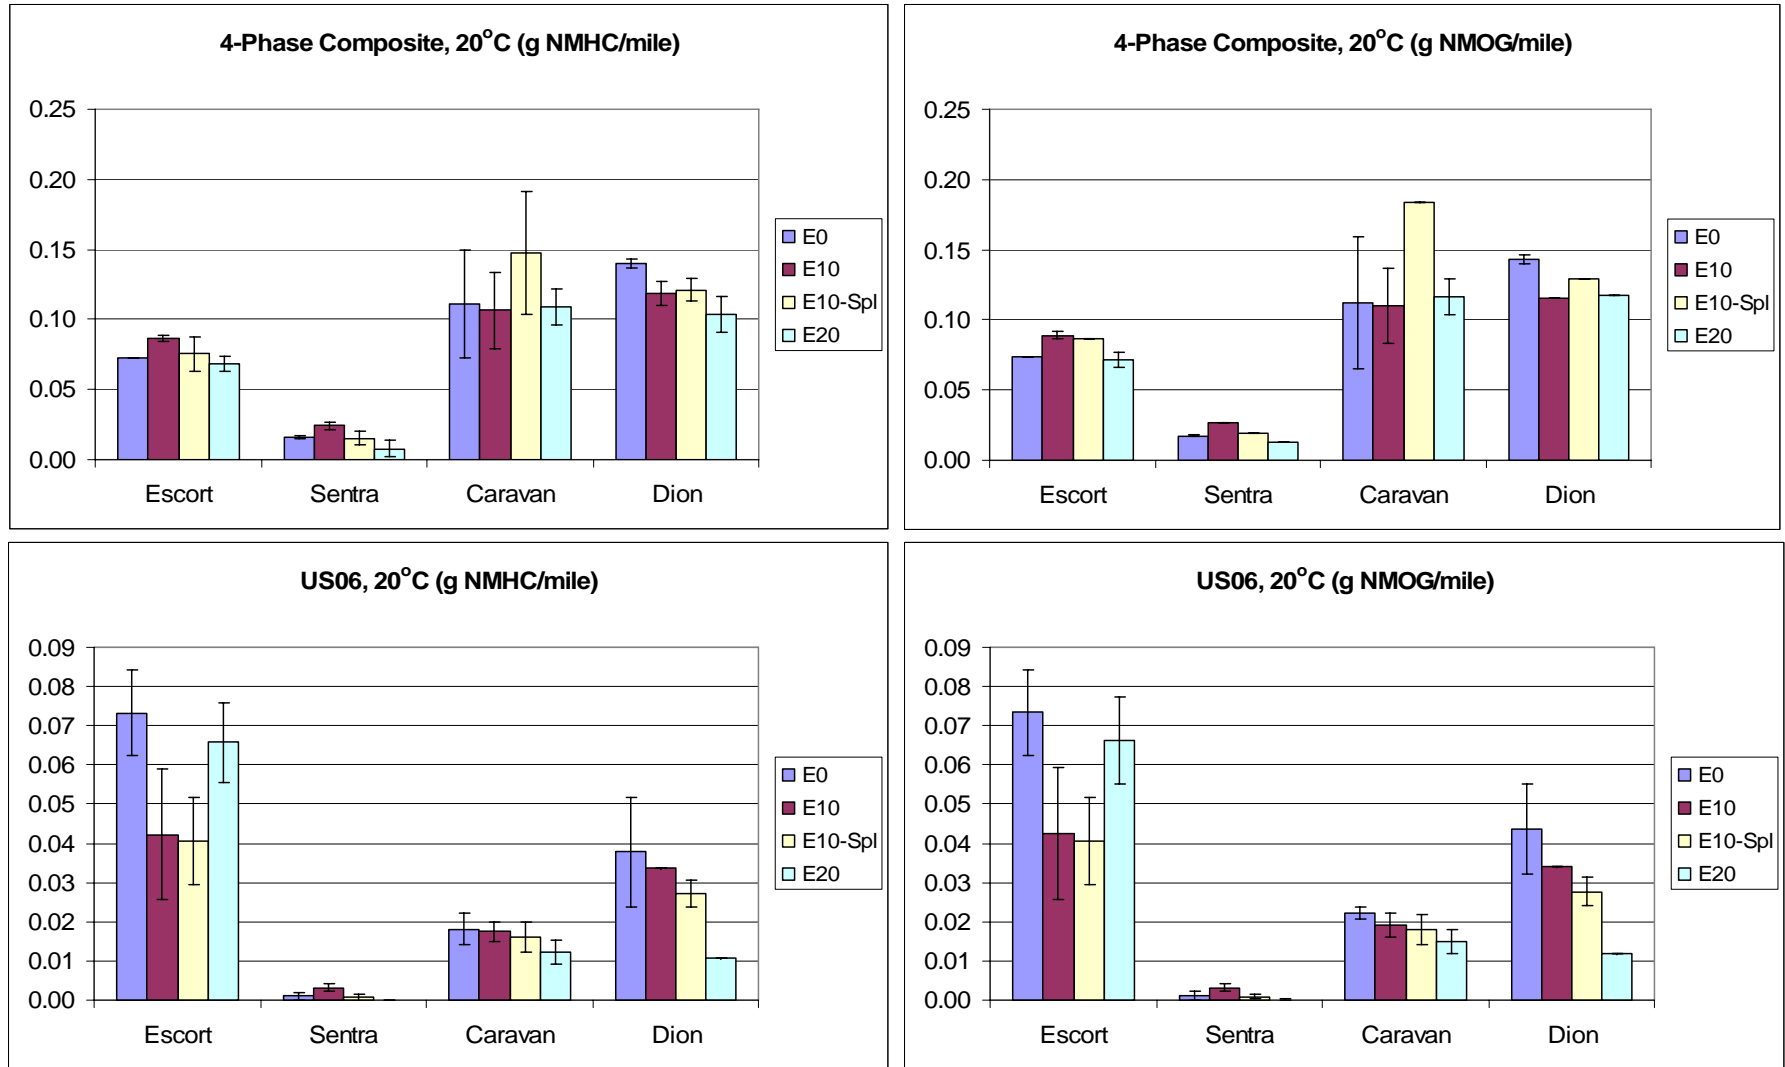 4-Phase Composite, 20°C (g NMHC/mile)
0.25
0.20
0.15
0.10
0.05
0.00
Escort Sentra Caravan Dion
E0
E10
E10-Spl
E20
4-Phase Composite, 20°C (g NMOG/mile)
0.25
0.20
0.15
0.10
0.05
0.00
Escort Sentra Caravan Dion
E0
E10
E10-Spl
E20
US06, 20°C (g NMHC/mile)
0.09
0.08
0.07
0.06
0.05
0.04
0.03
0.02
0.01
0.00
Escort Sentra Caravan Dion
E0
E10
E10-Spl
E20
US06, 20°C (g NMOG/mile)
0.09
0.08
0.07
0.06
0.05
0.04
0.03
0.02
0.01
0.00
Escort Sentra Caravan Dion
E0
E10
E10-Spl
E20